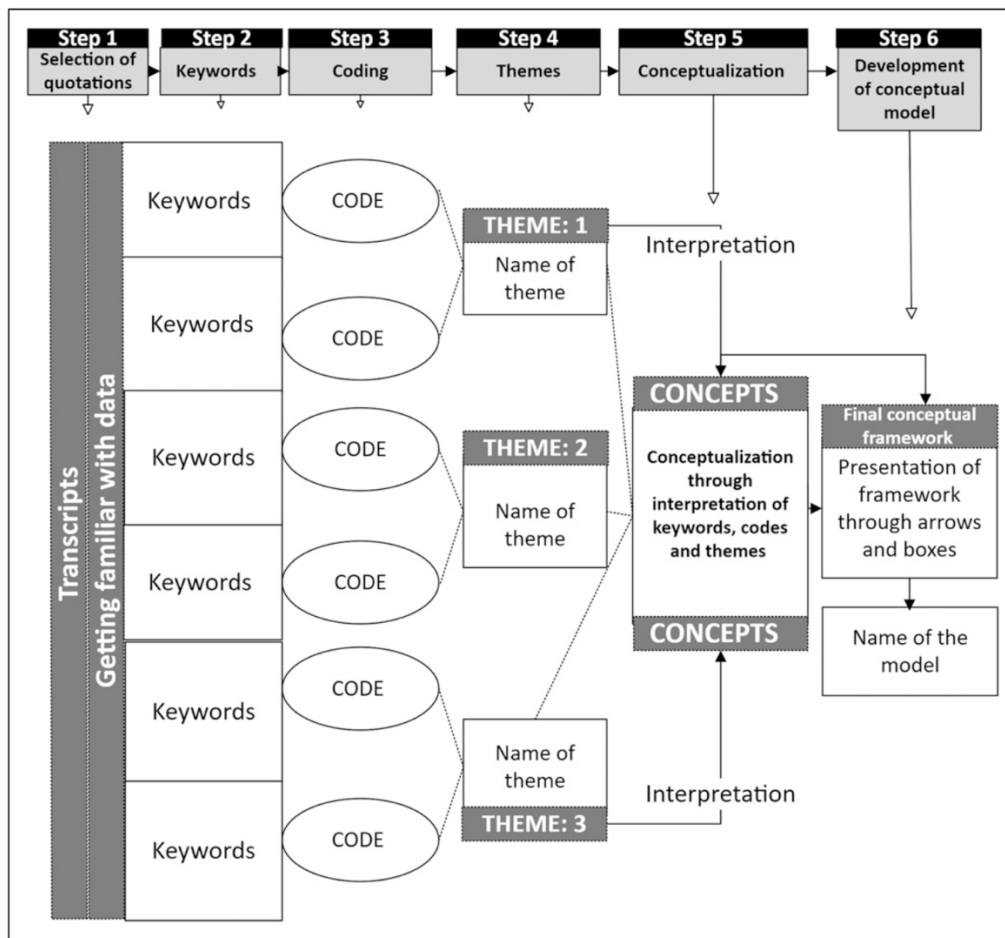 Step 1
Selection of
quotations
Step 2
Keywords
Step 3
Coding
Step 4
Themes
Step 5
Conceptualization
Step 6
Development
of conceptual
model
Transcripts
Getting familiar with data
Keywords
Keywords
Keywords
Keywords
Keywords
Keywords
CODE
CODE
CODE
CODE
CODE
CODE
THEME: 1
Name of
theme
THEME: 2
Name of
theme
Name of
theme
THEME: 3
Interpretation
CONCEPTS
Conceptualization
through
interpretation of
keywords, codes
and themes
CONCEPTS
Interpretation
Final conceptual
framework
Presentation of
framework
through arrows
and boxes
Name of the
model